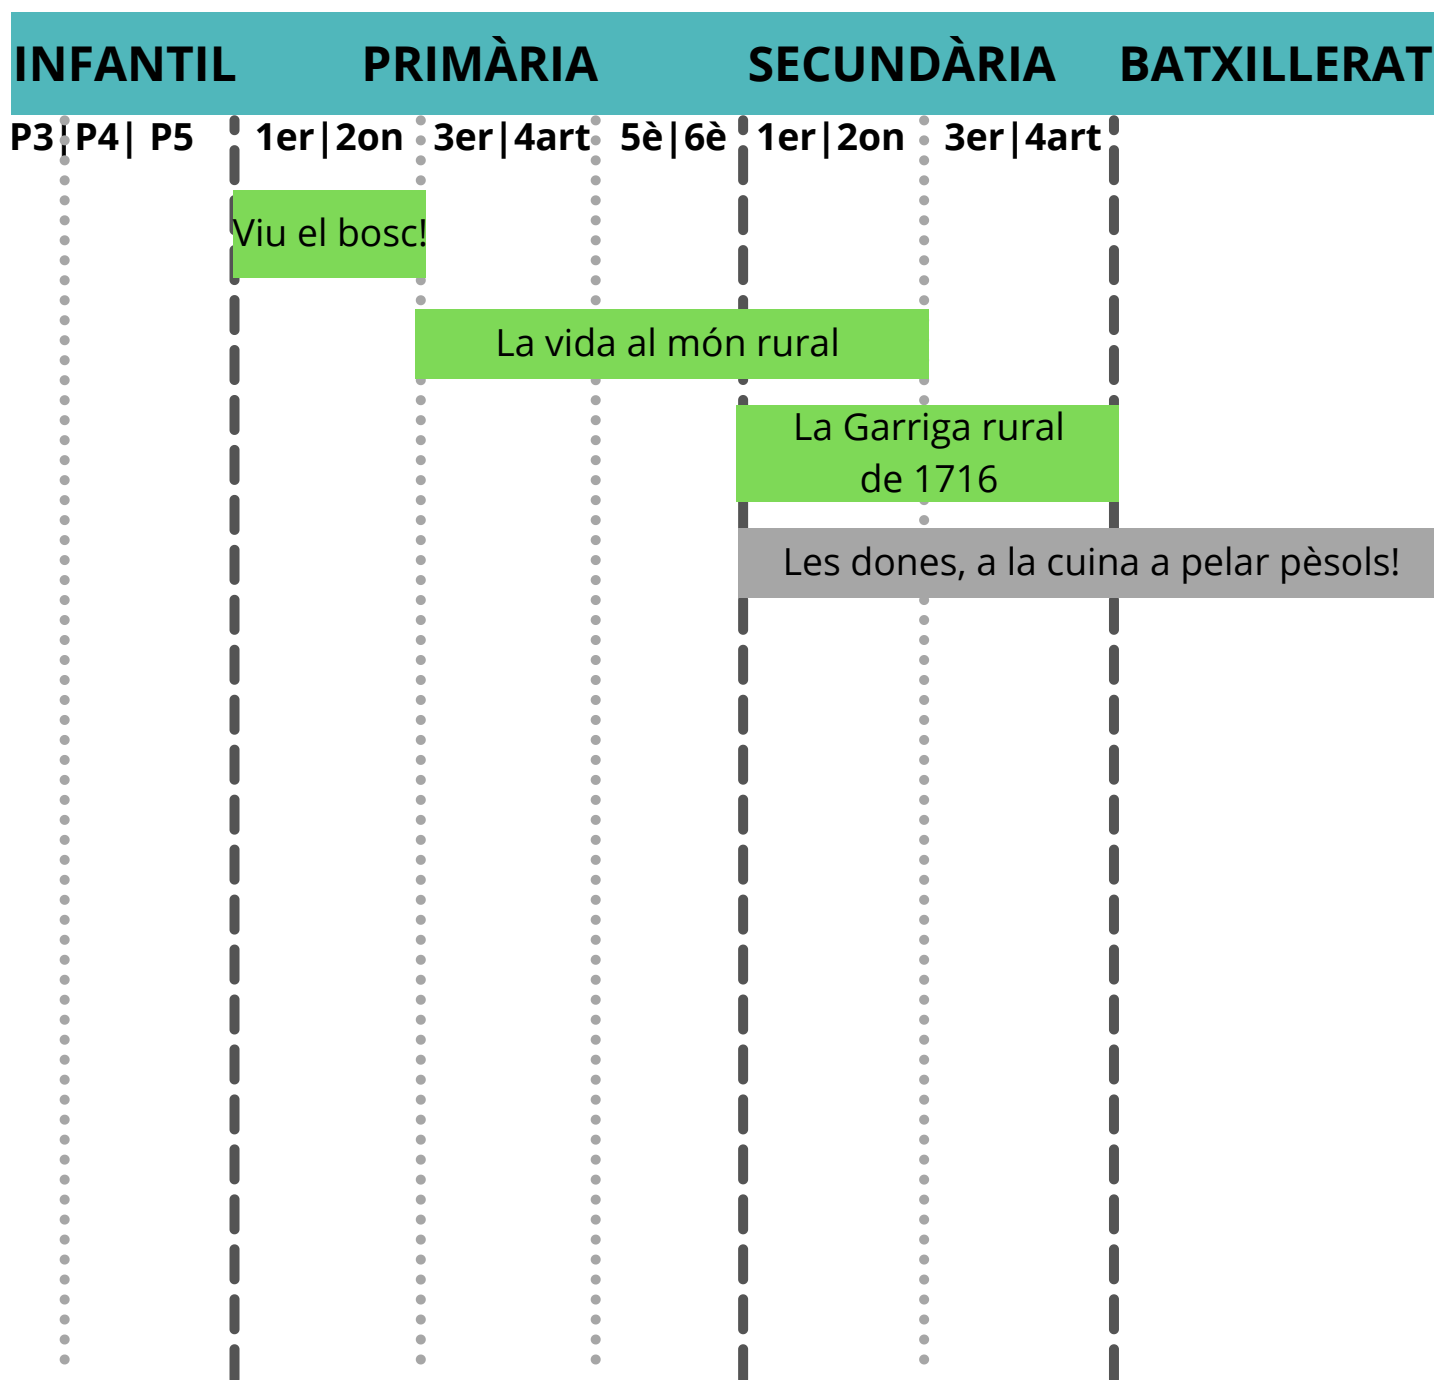 INFANTIL PRIMÀRIA SECUNDÀRIA BATXILLERAT
P3|P4| P5 1er|2on 3er|4art 5è|6è 1er|2on 3er|4art
Viu el bosc!
La vida al món rural
La Garriga rural
de 1716
Les dones, a la cuina a pelar pèsols!